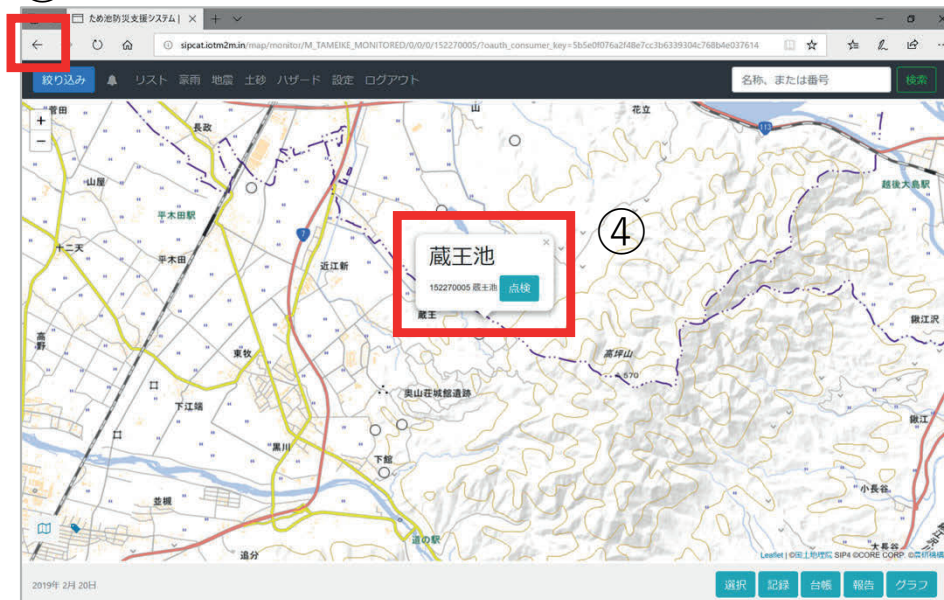 ため池防災支援システム |
sipcat.iotm2m.in/map/monitor/M_TAMEIKE_MONITORED/0/0/0/152270005/?oauth_consumer_key=5b5e0f076a2f48e7cc3b6339304c768b4e037614
絞り込み リスト 豪雨 地震 土砂 ハザード 設定 ログアウト 名称、または番号 検索
+
−
菅田
山
花立
長政
113
山屋
越後大島駅
平木田駅
7
④
十二天
平木田
近江新
蔵王池
×
152270005 蔵王池 点検
蔵王
鍬江沢
高野
東牧
高坪山
570
奥山荘城館遺跡
下江端
鍬江
黒川
下館
小長谷
並槻
道の駅
追分
大長谷
Leaflet | ©国土地理院 SIP4 ©CORE CORP. ©農研機構
2019年 2月 20日
選択 記録 台帳 報告 グラフ